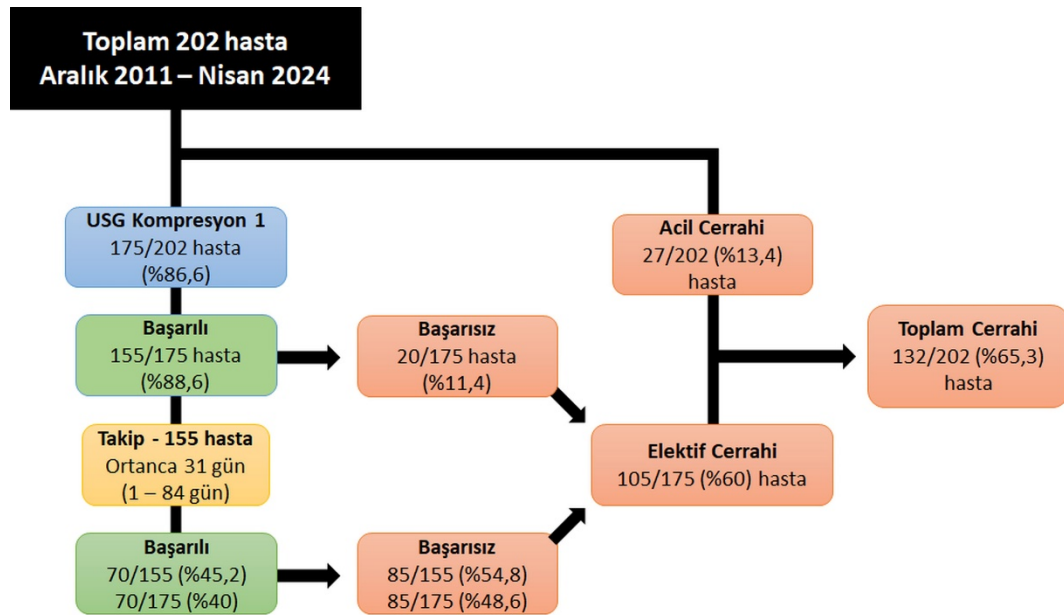 Toplam 202 hasta
Aralık 2011 – Nisan 2024
USG Kompresyon 1
175/202 hasta
(%86,6)
Acil Cerrahi
27/202 (%13,4)
hasta
Başarılı
155/175 hasta
(%88,6)
Başarısız
20/175 hasta
(%11,4)
Toplam Cerrahi
132/202 (%65,3)
hasta
Takip - 155 hasta
Ortanca 31 gün
(1 – 84 gün)
Elektif Cerrahi
105/175 (%60) hasta
Başarılı
70/155 (%45,2)
70/175 (%40)
Başarısız
85/155 (%54,8)
85/175 (%48,6)